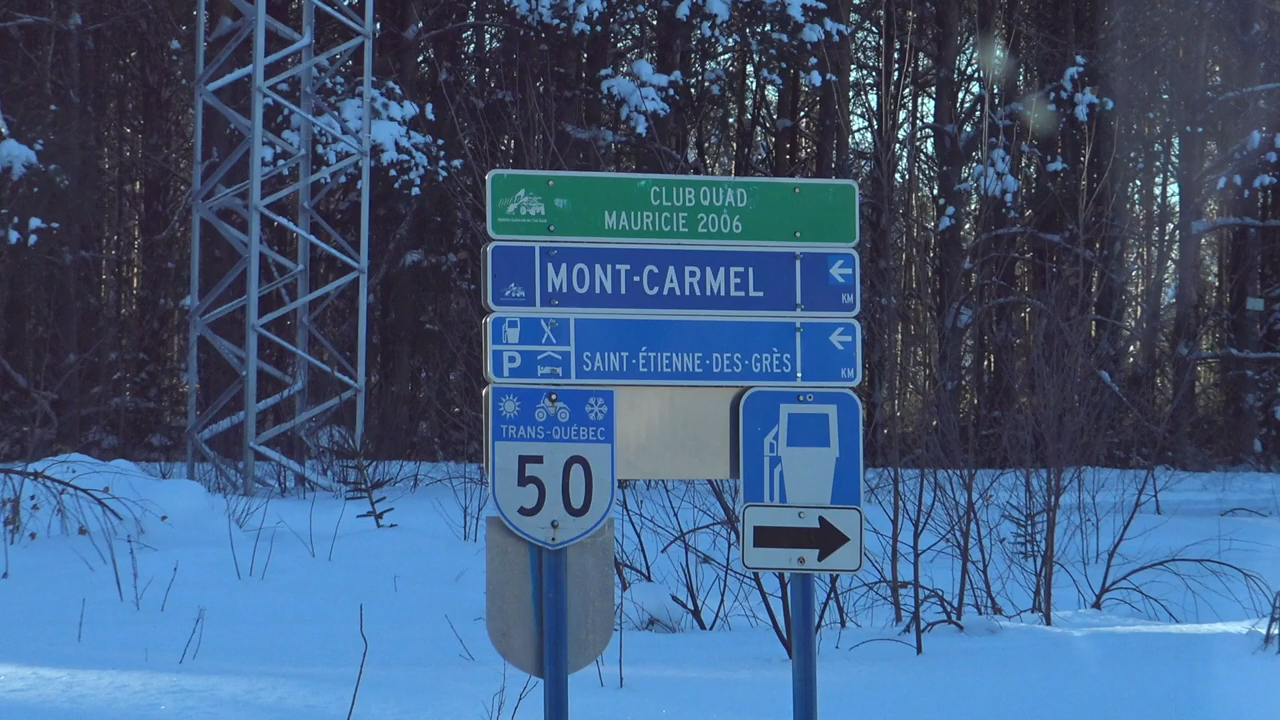 CLUB QUAD
MAURICIE 2006
MONT-CARMEL
KM
P
SAINT-ÉTIENNE-DES-GRÈS
KM
TRANS-QUÉBEC
50